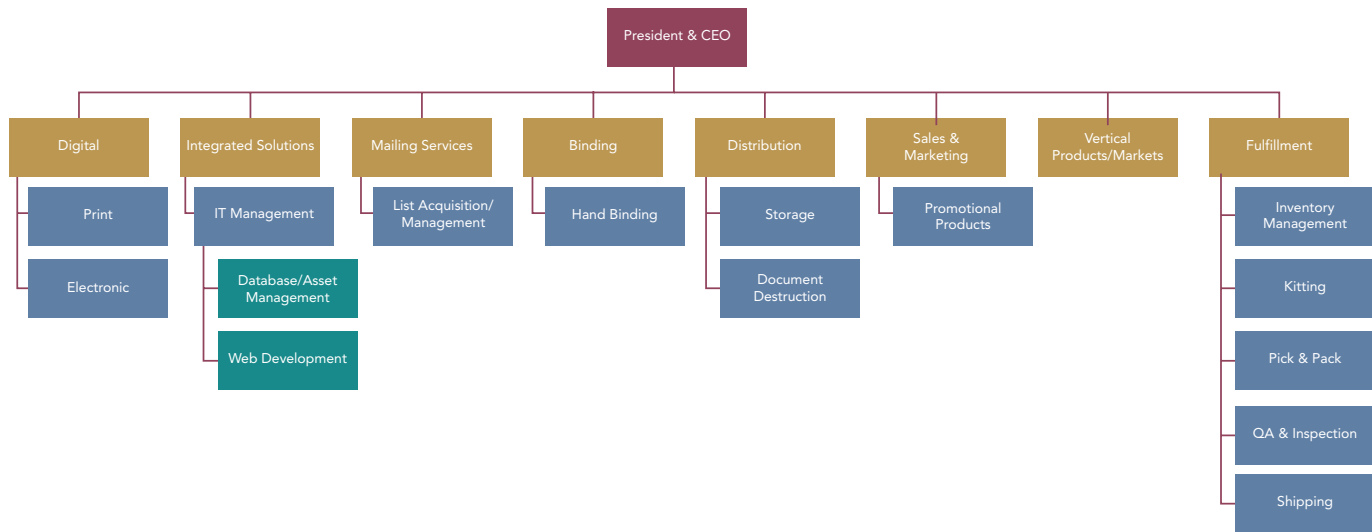 President & CEO
Digital
Integrated Solutions
Mailing Services
Binding
Distribution
Sales &
Marketing
Vertical
Products/Markets
Fulfillment
Print
IT Management
List Acquisition/
Management
Hand Binding
Storage
Promotional
Products
Inventory
Management
Electronic
Database/Asset
Management
Document
Destruction
Kitting
Web Development
Pick & Pack
QA & Inspection
Shipping